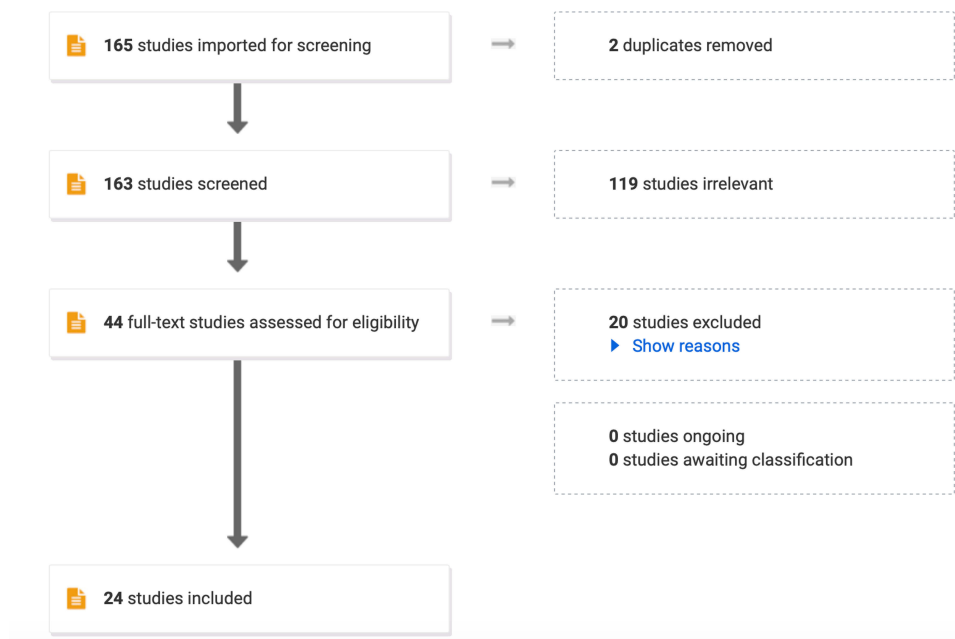 165 studies imported for screening
2 duplicates removed
163 studies screened
119 studies irrelevant
44 full-text studies assessed for eligibility
20 studies excluded
Show reasons
0 studies ongoing
0 studies awaiting classification
24 studies included